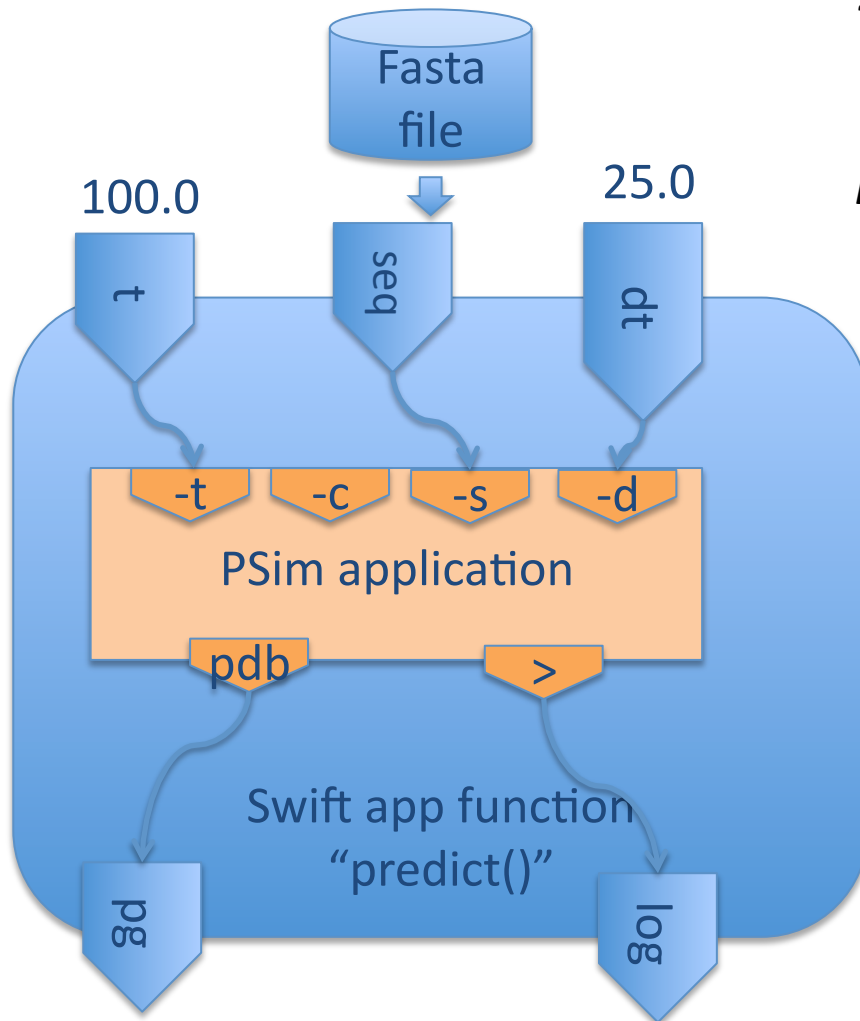 Fasta
file
100.0
25.0
t
seq
dt
-t
-c
-s
-d
PSim application
pdb
>
Swift app function
“predict()”
pg
log